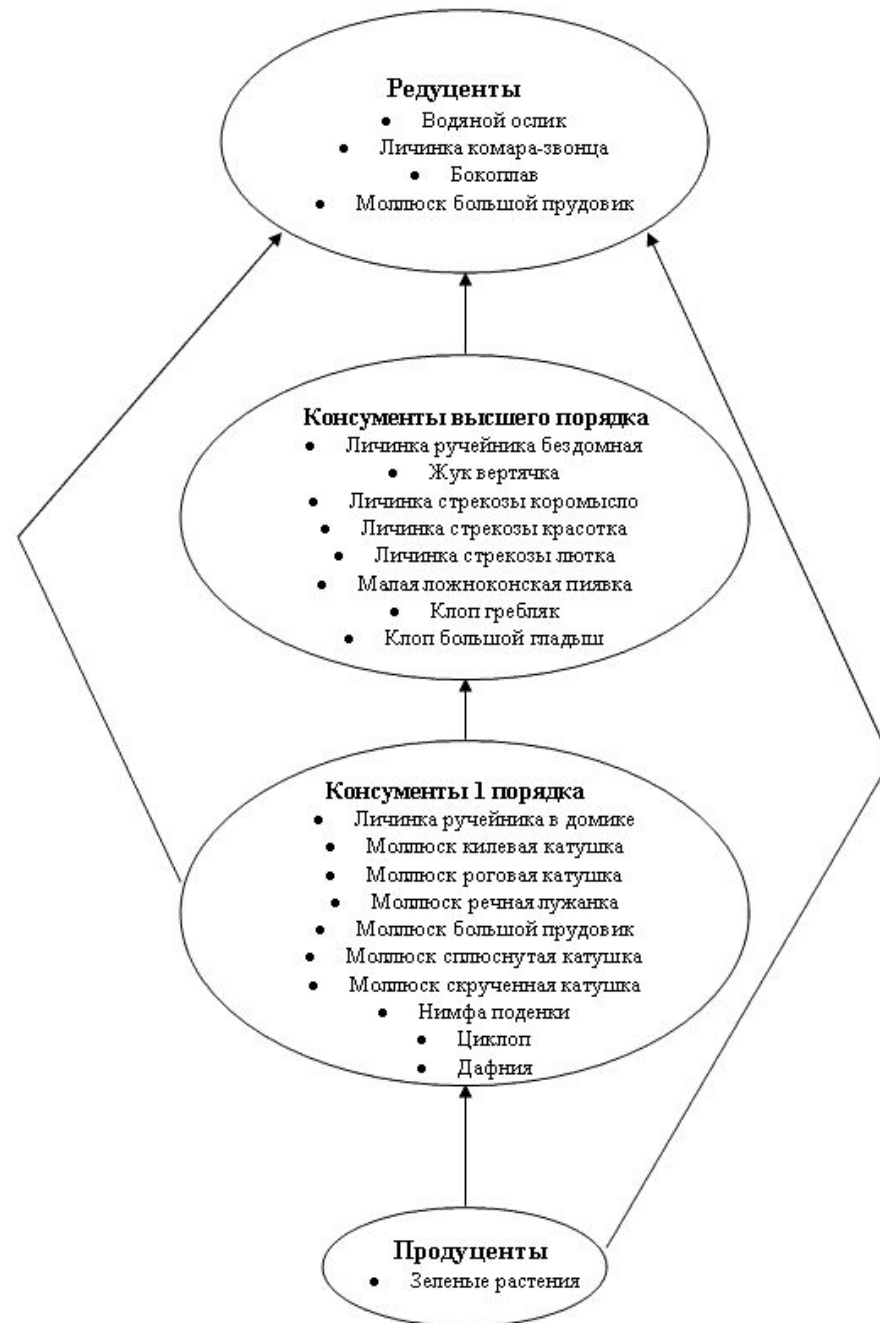 Редуценты
• Водяной ослик
• Личинка комара-звонца
• Бокоплав
• Моллюск большой прудовик
Консументы высшего порядка
• Личинка ручейника бездомная
• Жук вертячка
• Личинка стрекозы коромысло
• Личинка стрекозы красотка
• Личинка стрекозы лютка
• Малая ложноконская пиявка
• Клоп гребляк
• Клоп большой гладыш
Консументы 1 порядка
• Личинка ручейника в домике
• Моллюск килевая катушка
• Моллюск роговая катушка
• Моллюск речная лужанка
• Моллюск большой прудовик
• Моллюск сплюснутая катушка
• Моллюск скрученная катушка
• Нимфа поденки
• Циклоп
• Дафния
Продуценты
• Зеленые растения